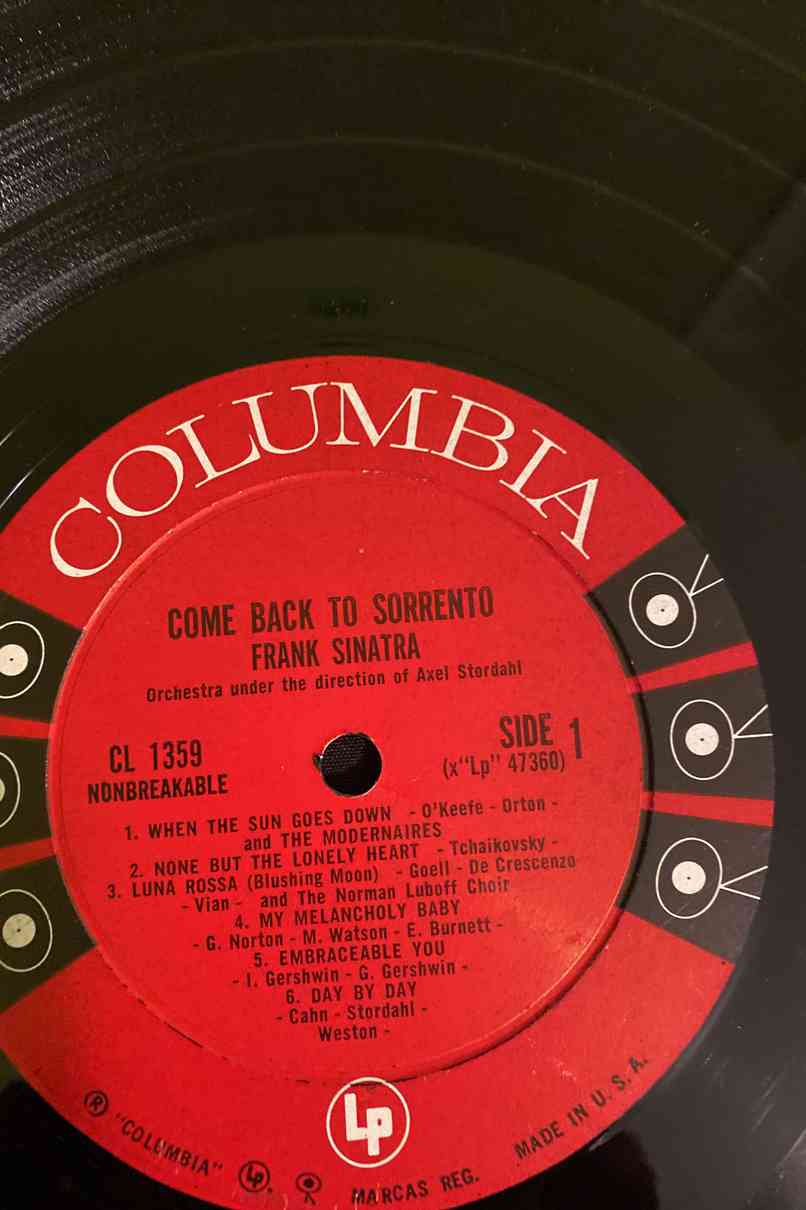 COLUMBIA
COME BACK TO SORRENTO
FRANK SINATRA
Orchestra under the direction of Axel Stordahl
CL 1359
NONBREAKABLE
SIDE 1
(x"Lp" 47360)
1. WHEN THE SUN GOES DOWN - O'Keefe - Orton -
and THE MODERNAIRES
2. NONE BUT THE LONELY HEART - Tchaikovsky -
3. LUNA ROSSA (Blushing Moon) - Goell - De Crescenzo
- Vian - and The Norman Luboff Choir
4. MY MELANCHOLY BABY
- G. Norton - M. Watson - E. Burnett -
5. EMBRACEABLE YOU
- I. Gershwin - G. Gershwin -
6. DAY BY DAY
- Cahn - Stordahl -
Weston -
Lp
® "COLUMBIA" Lp. MARCAS REG. MADE IN U. S. A.